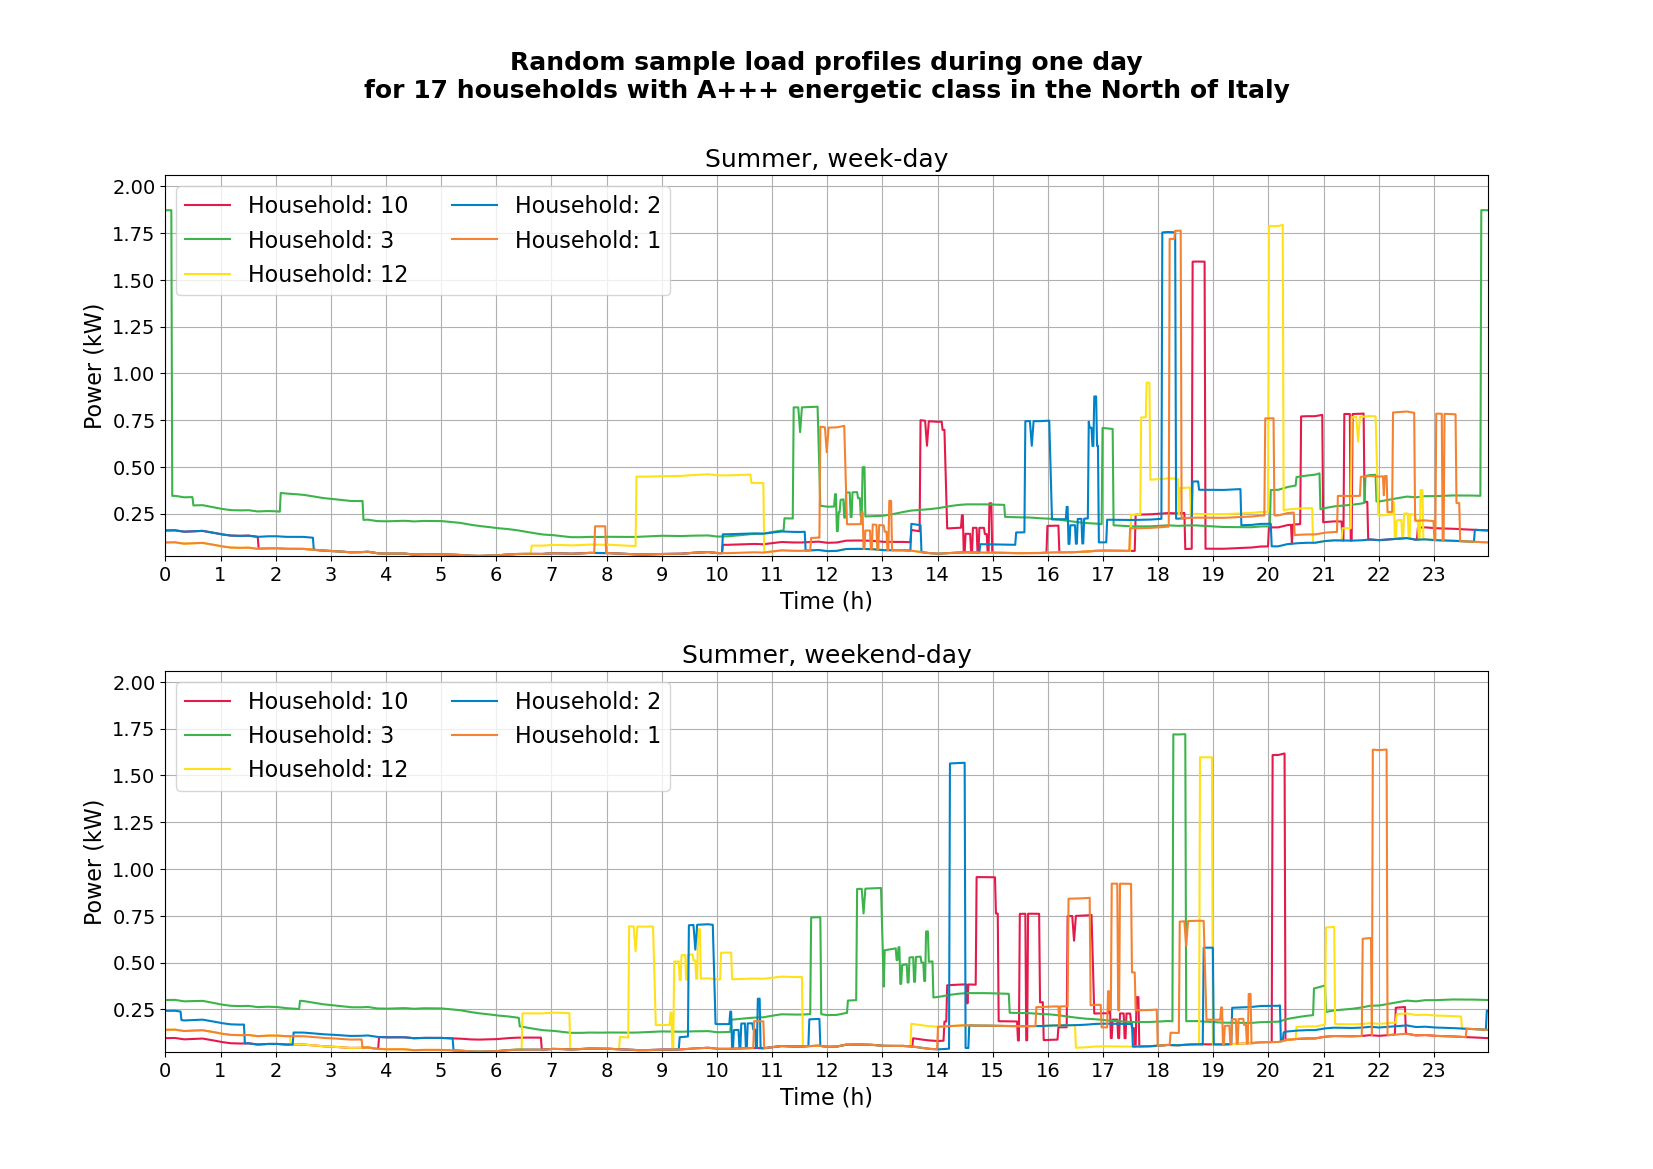 Random sample load profiles during one day
for 17 households with A+++ energetic class in the North of Italy
Summer, week-day
Household: 10
Household: 3
Household: 12
Household: 2
Household: 1
Power (kW)
2.00
1.75
1.50
1.25
1.00
0.75
0.50
0.25
0 1 2 3 4 5 6 7 8 9 10 11 12 13 14 15 16 17 18 19 20 21 22 23
Time (h)
Summer, weekend-day
Household: 10
Household: 3
Household: 12
Household: 2
Household: 1
Power (kW)
2.00
1.75
1.50
1.25
1.00
0.75
0.50
0.25
0 1 2 3 4 5 6 7 8 9 10 11 12 13 14 15 16 17 18 19 20 21 22 23
Time (h)